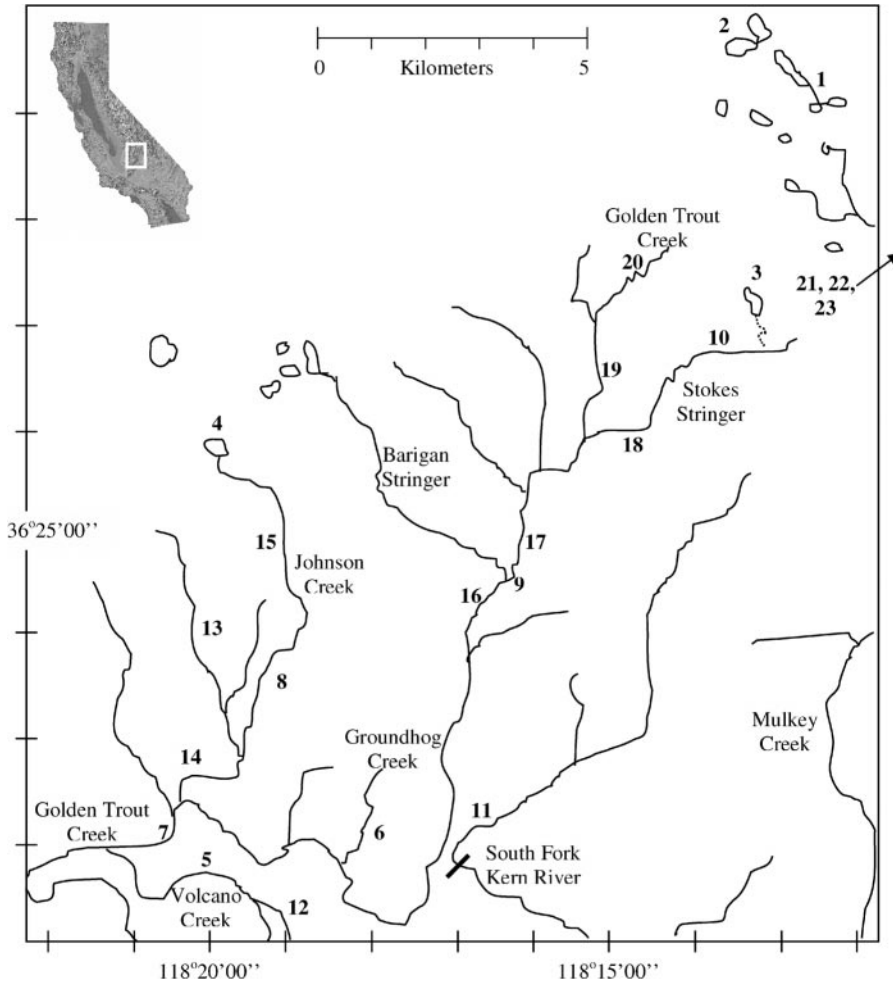 2
1
0
Kilometers
5
Golden Trout
Creek
20
3
21, 22,
23
10
19
Stokes
Stringer
4
18
Barigan
Stringer
36°25'00''
15
17
Johnson
Creek
9
16
13
8
Mulkey
Creek
Groundhog
Creek
14
11
Golden Trout
Creek
7
6
5
South Fork
Kern River
Volcano
Creek
12
118°20'00''
118°15'00''